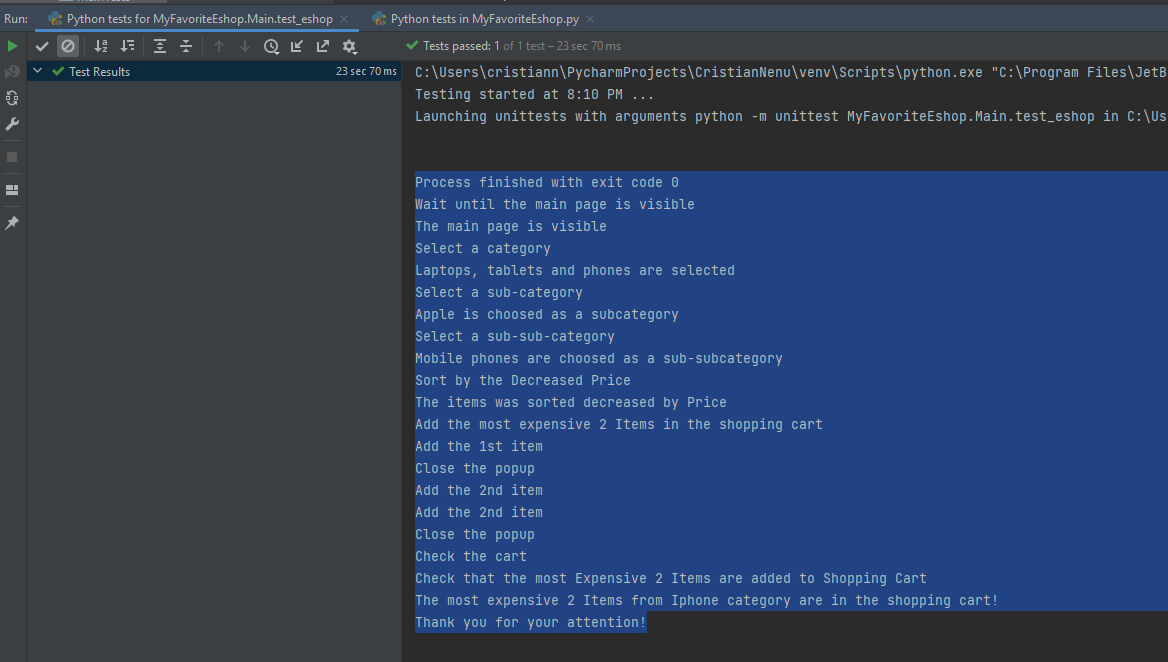 Run: Python tests for MyFavoriteEshop.Main.test_eshop × Python tests in MyFavoriteEshop.py ×
Tests passed: 1 of 1 test – 23 sec 70 ms
Test Results 23 sec 70 ms
C:\Users\cristiann\PycharmProjects\CristianNenu\venv\Scripts\python.exe "C:\Program Files\JetB
Testing started at 8:10 PM ...
Launching unittests with arguments python -m unittest MyFavoriteEshop.Main.test_eshop in C:\Us
Process finished with exit code 0
Wait until the main page is visible
The main page is visible
Select a category
Laptops, tablets and phones are selected
Select a sub-category
Apple is choosed as a subcategory
Select a sub-sub-category
Mobile phones are choosed as a sub-subcategory
Sort by the Decreased Price
The items was sorted decreased by Price
Add the most expensive 2 Items in the shopping cart
Add the 1st item
Close the popup
Add the 2nd item
Add the 2nd item
Close the popup
Check the cart
Check that the most Expensive 2 Items are added to Shopping Cart
The most expensive 2 Items from Iphone category are in the shopping cart!
Thank you for your attention!